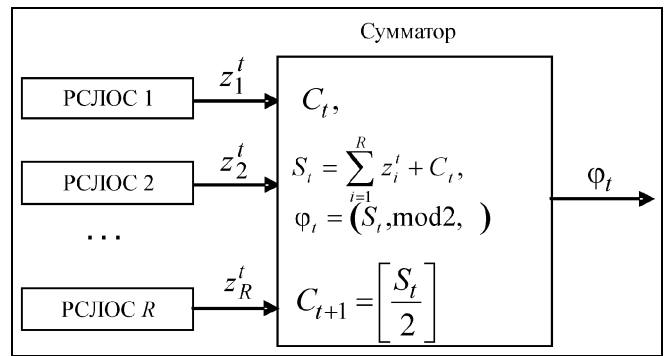 Сумматор
РСЛОС 1
z_1^t
C_t,
РСЛОС 2
z_2^t
S_t = \sum_{i=1}^{R} z_i^t + C_t,
φ_t = (S_t,mod2, )
φ_t
...
РСЛОС R
z_R^t
C_{t+1} = [S_t / 2]